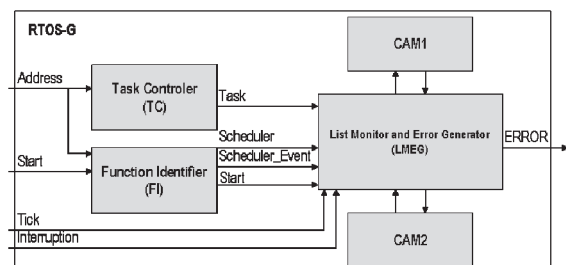 RTOS-G
CAM1
Address
Task Controler
(TC)
Task
Scheduler
List Monitor and Error Generator
(LMEG)
ERROR
Scheduler_Event
Start
Function Identifier
(FI)
Start
Tick
Interruption
CAM2